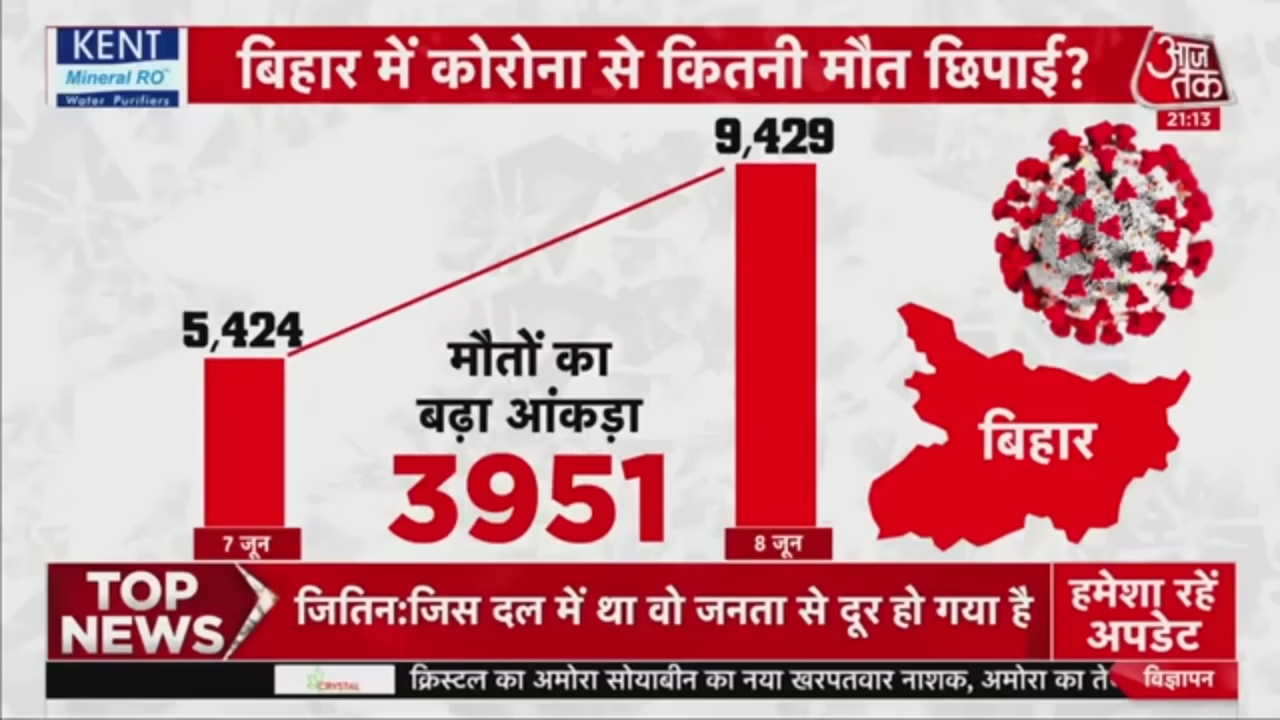 KENT
Mineral RO™
Water Purifiers
बिहार में कोरोना से कितनी मौत छिपाई?
आज
तक
21:13
9,429
5,424
मौतों का
बढ़ा आंकड़ा
3951
बिहार
7 जून
8 जून
TOP
NEWS
जितिन:जिस दल में था वो जनता से दूर हो गया है
हमेशा रहें
अपडेट
CRYSTAL
क्रिस्टल का अमोरा सोयाबीन का नया खरपतवार नाशक, अमोरा का
विज्ञापन